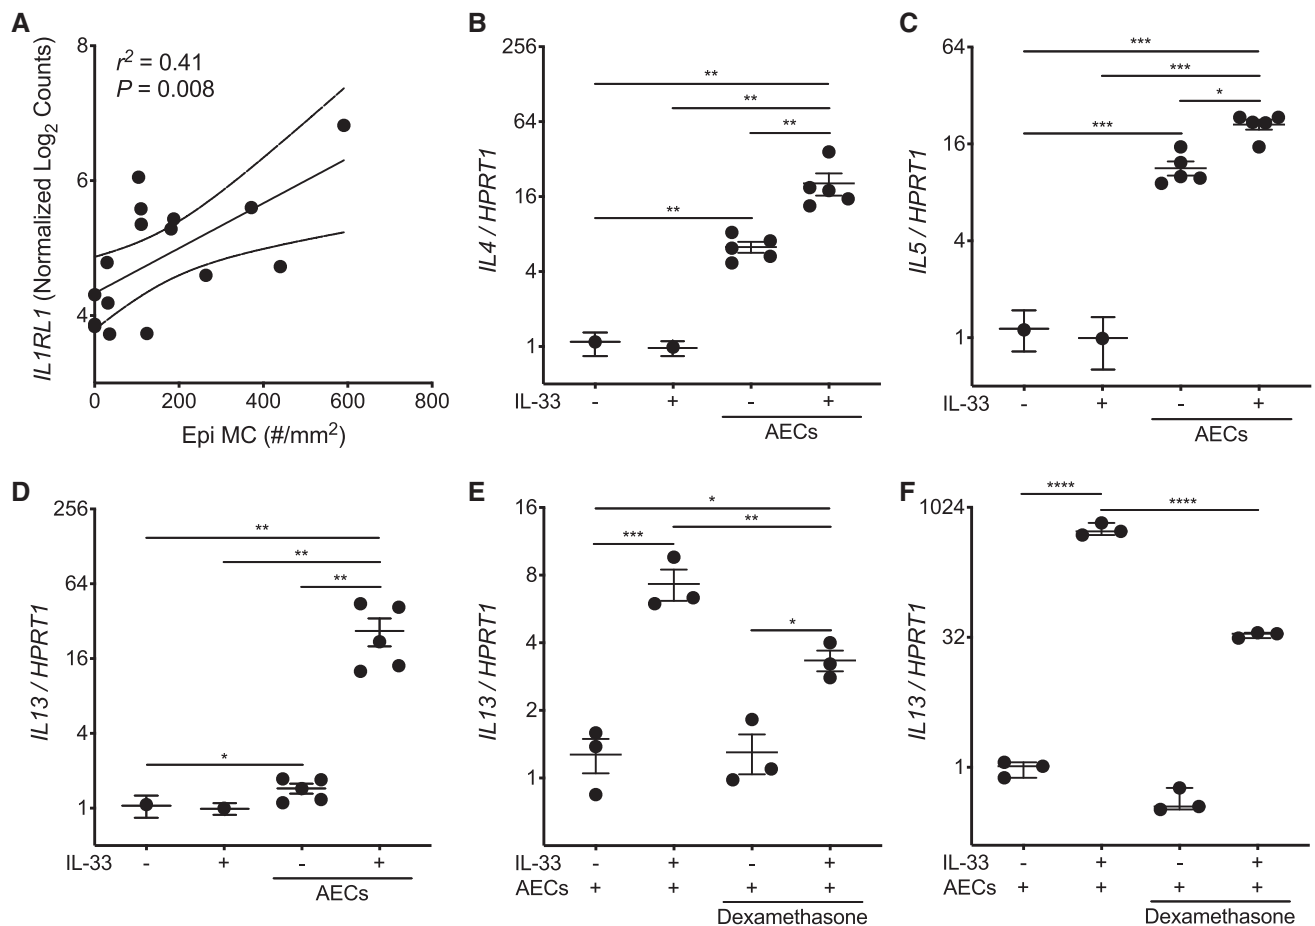 A
IL1RL1 (Normalized Log2 Counts)
8
6
4
r2 = 0.41
P = 0.008
0 200 400 600 800
Epi MC (#/mm2)
B
IL4 / HPRT1
256
64
16
4
1
**
**
**
**
IL-33 - + - +
AECs
C
IL5 / HPRT1
64
16
4
1
***
***
*
***
IL-33 - + - +
AECs
D
IL13 / HPRT1
256
64
16
4
1
**
**
**
*
IL-33 - + - +
AECs
E
IL13 / HPRT1
16
8
4
2
1
*
**
***
*
IL-33 - + - +
AECs + + + +
Dexamethasone
F
IL13 / HPRT1
1024
32
1
****
****
IL-33 - + - +
AECs + + + +
Dexamethasone